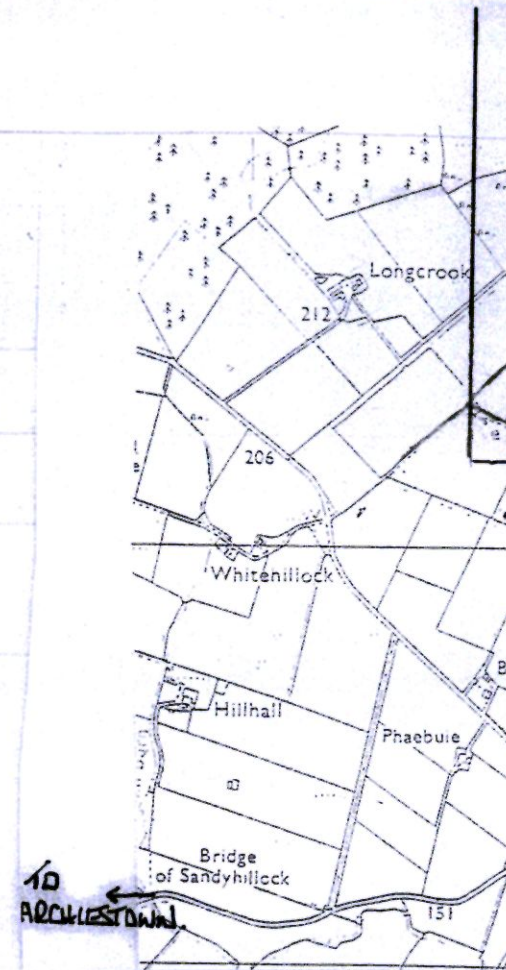 Longcrook
212
206
Whitehillock
Hillhall
Phaebuie
Bridge
of Sandyhillock
TO
ARCHIESTOWN.
151